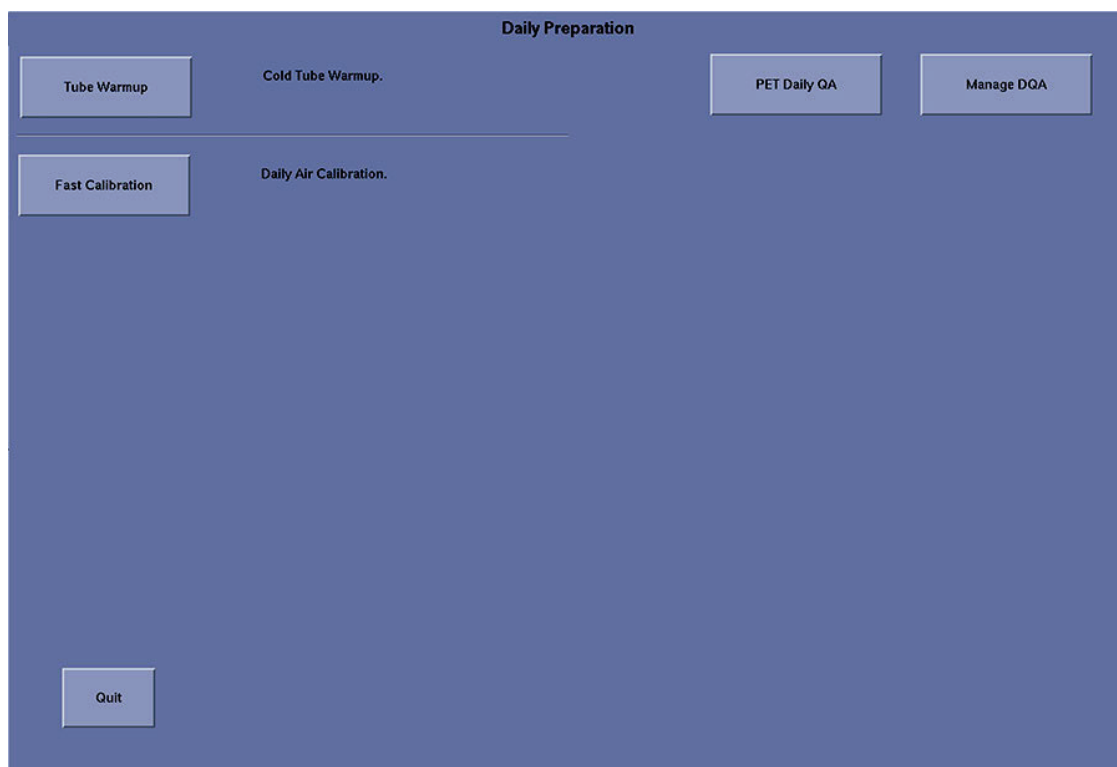 Daily Preparation
Tube Warmup
Cold Tube Warmup.
PET Daily QA
Manage DQA
Fast Calibration
Daily Air Calibration.
Quit